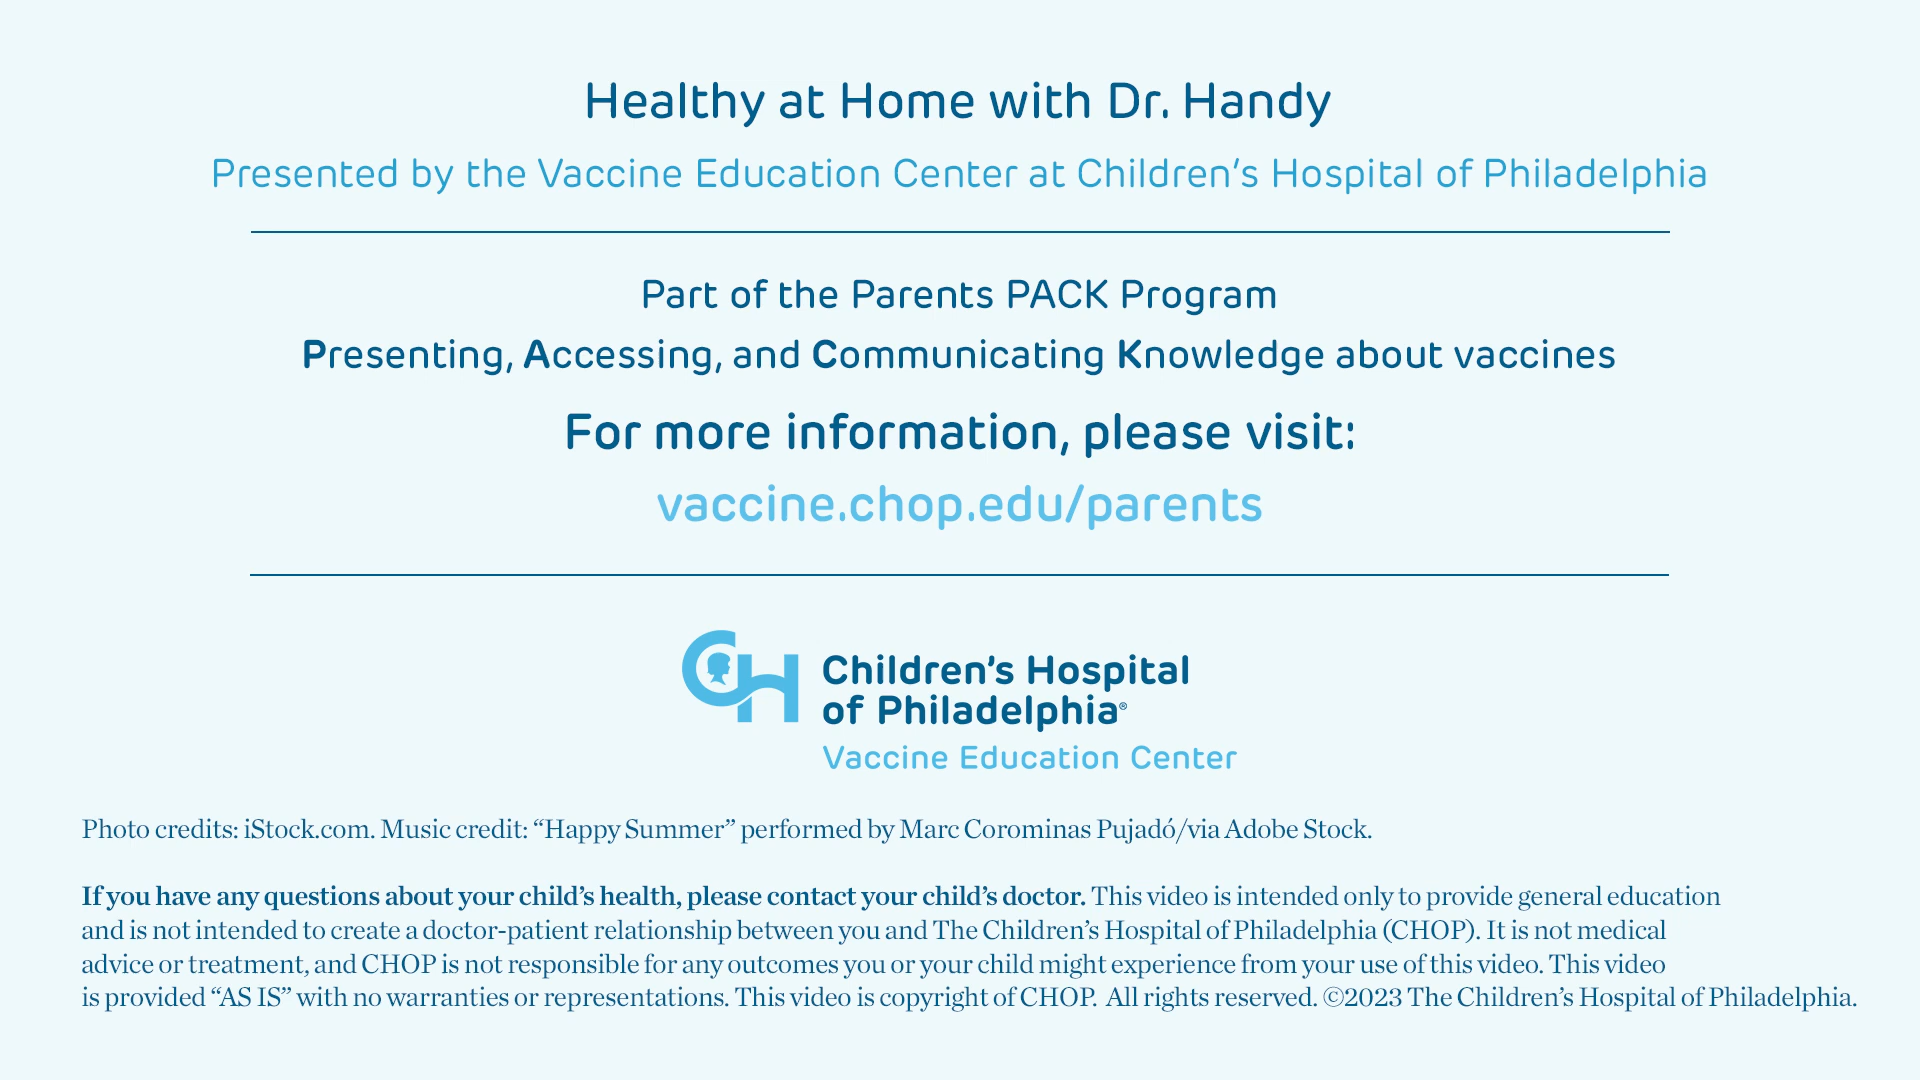 Healthy at Home with Dr. Handy
Presented by the Vaccine Education Center at Children's Hospital of Philadelphia
Part of the Parents PACK Program
Presenting, Accessing, and Communicating Knowledge about vaccines
For more information, please visit:
vaccine.chop.edu/parents
CH
Children's Hospital
of Philadelphia®
Vaccine Education Center
Photo credits: iStock.com. Music credit: “Happy Summer” performed by Marc Corominas Pujadó/via Adobe Stock.
If you have any questions about your child’s health, please contact your child’s doctor. This video is intended only to provide general education
and is not intended to create a doctor-patient relationship between you and The Children’s Hospital of Philadelphia (CHOP). It is not medical
advice or treatment, and CHOP is not responsible for any outcomes you or your child might experience from your use of this video. This video
is provided “AS IS” with no warranties or representations. This video is copyright of CHOP. All rights reserved. ©2023 The Children’s Hospital of Philadelphia.